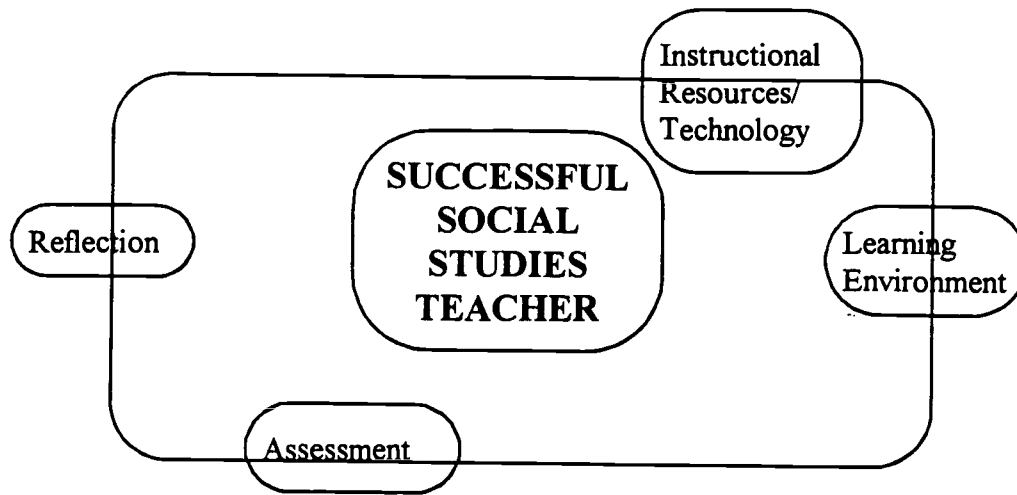 Instructional
Resources/
Technology
SUCCESSFUL
SOCIAL
STUDIES
TEACHER
Reflection
Learning
Environment
Assessment